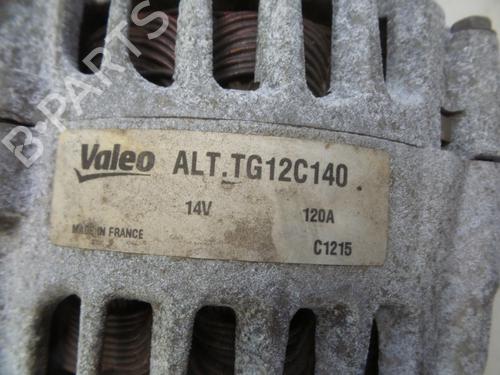 B-PARTS
Valeo ALT.TG12C140.
14V 120A
MADE IN FRANCE C1215